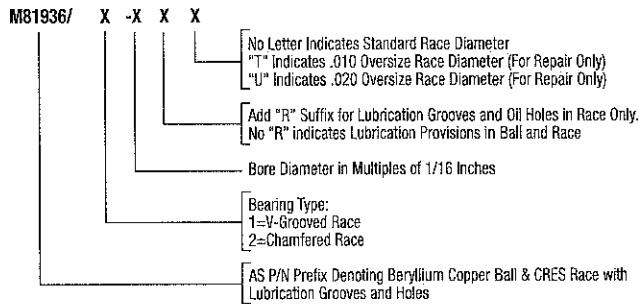 M81936/ X -X X X
No Letter Indicates Standard Race Diameter
"T" Indicates .010 Oversize Race Diameter (For Repair Only)
"U" Indicates .020 Oversize Race Diameter (For Repair Only)
Add "R" Suffix for Lubrication Grooves and Oil Holes in Race Only.
No "R" indicates Lubrication Provisions in Ball and Race
Bore Diameter in Multiples of 1/16 Inches
Bearing Type:
1=V-Grooved Race
2=Chamfered Race
AS P/N Prefix Denoting Beryllium Copper Ball & CRES Race with
Lubrication Grooves and Holes